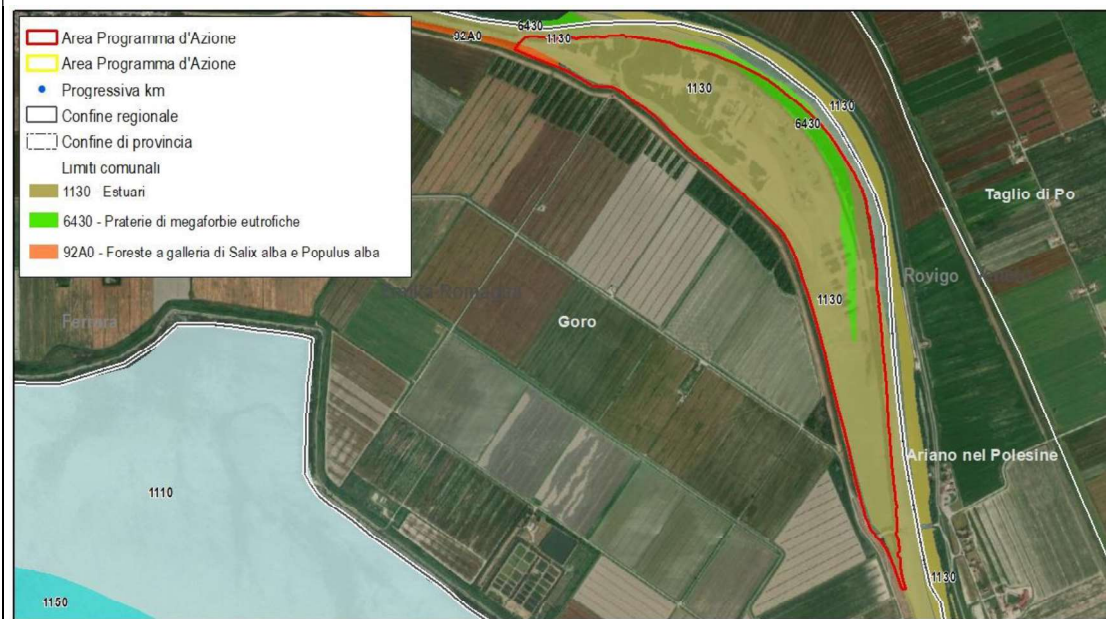 Area Programma d'Azione
Area Programma d'Azione
Progressiva km
Confine regionale
Confine di provincia
Limiti comunali
1130 - Estuari
6430 - Praterie di megaforbie eutrofiche
92A0 - Foreste a galleria di Salix alba e Populus alba
6430
92A0
1130
1130
1130
6430
Taglio di Po
Rovigo
1130
Ferrara
Goro
Ariano nel Polesine
1110
1130
1150